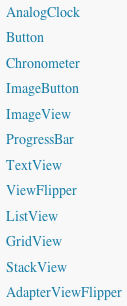 AnalogClock
Button
Chronometer
ImageButton
ImageView
ProgressBar
TextView
ViewFlipper
ListView
GridView
StackView
AdapterViewFlipper